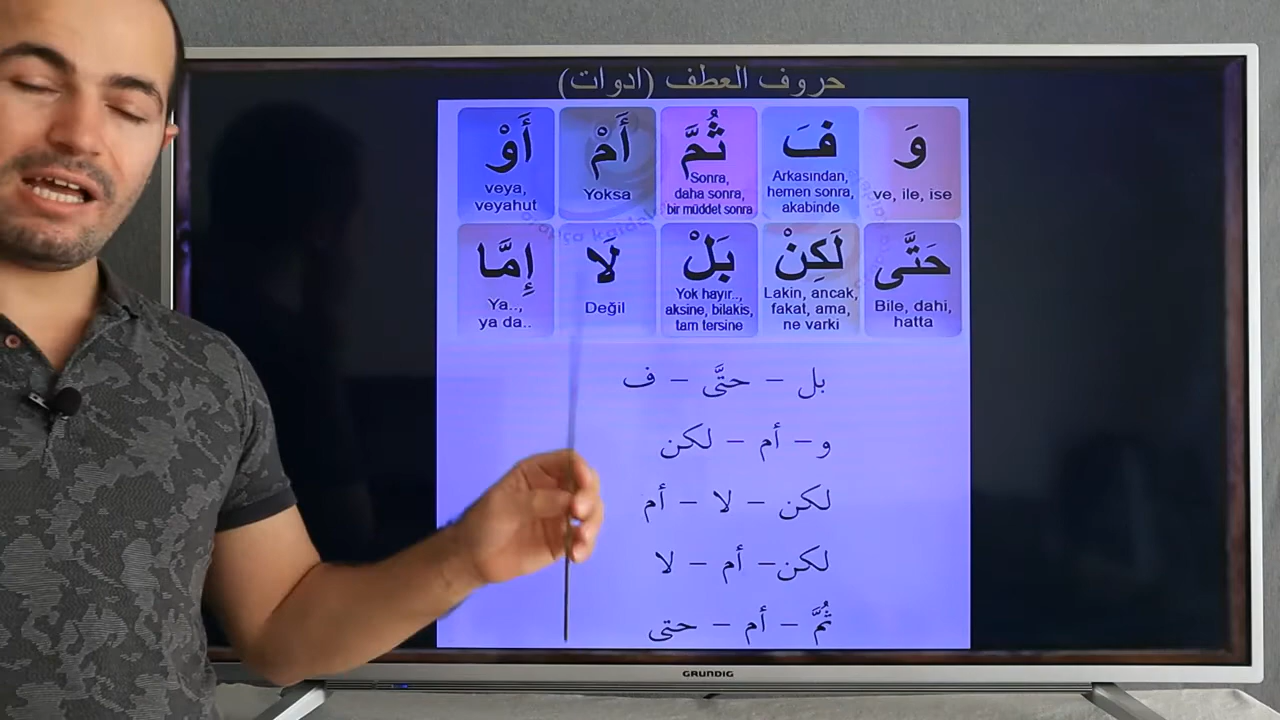 حروف العطف (ادوات)
وَ
ve, ile, ise
فَ
Arkasından,
hemen sonra,
akabinde
ثُمَّ
Sonra,
daha sonra,
bir müddet sonra
أَمْ
Yoksa
أَوْ
veya,
veyahut
حَتَّى
Bile, dahi,
hatta
لَكِنْ
Lakin, ancak,
fakat, ama,
ne varki
بَلْ
Yok hayır..,
aksine, bilakis,
tam tersine
لَا
Değil
إِمَّا
Ya..,
ya da..
بل – حتَّى – ف
و – أم – لكن
لكن – لا – أم
لكن – أم – لا
ثُمَّ – أم – حتى
GRUNDIG